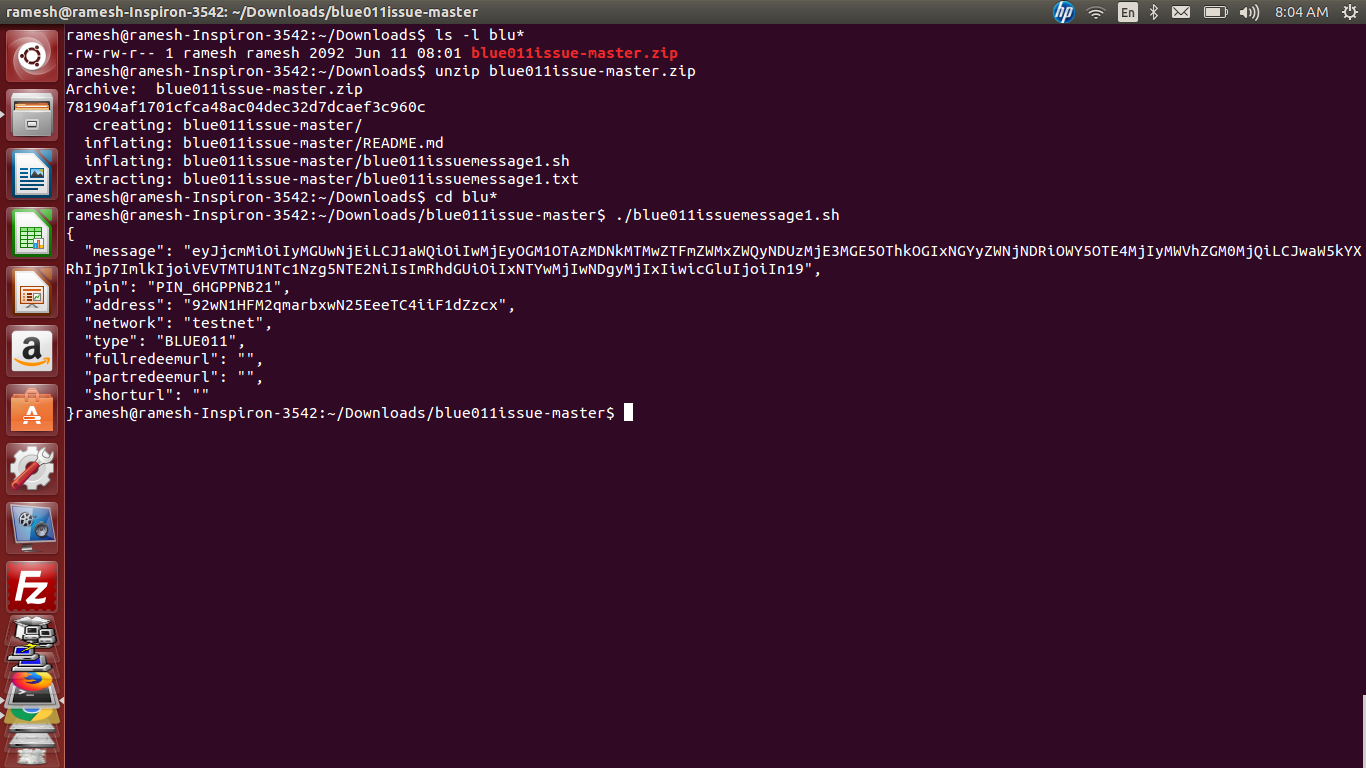 ramesh@ramesh-Inspiron-3542: ~/Downloads/blue011issue-master
hp
En
8:04 AM
ramesh@ramesh-Inspiron-3542:~/Downloads$ ls -l blu*
-rw-rw-r-- 1 ramesh ramesh 2092 Jun 11 08:01 blue011issue-master.zip
ramesh@ramesh-Inspiron-3542:~/Downloads$ unzip blue011issue-master.zip
Archive:  blue011issue-master.zip
781904af1701cfca48ac04dec32d7dcaef3c960c
   creating: blue011issue-master/
  inflating: blue011issue-master/README.md
  inflating: blue011issue-master/blue011issuemessage1.sh
 extracting: blue011issue-master/blue011issuemessage1.txt
ramesh@ramesh-Inspiron-3542:~/Downloads$ cd blu*
ramesh@ramesh-Inspiron-3542:~/Downloads/blue011issue-master$ ./blue011issuemessage1.sh
{
  "message": "eyJjcmMiOiIyMGUwNjEiLCJ1aWQiOiIwMjEyOGM1OTAzMDNkMTMwZTFmZWMxZWQyNDUzMjE3MGE5OThkOGIxNGYyZWNjNDRiOWY5OTE4MjIyMWVhZGM0MjQiLCJwaW5kYX
RhIjp7ImlkIjoiVEVTMTU1NTc1Nzg5NTE2NiIsImRhdGUiOiIxNTYwMjIwNDgyMjIxIiwicGluIjoiIn19",
  "pin": "PIN_6HGPPNB21",
  "address": "92wN1HFM2qmarbxwN25EeeTC4iiF1dZzcx",
  "network": "testnet",
  "type": "BLUE011",
  "fullredeemurl": "",
  "partredeemurl": "",
  "shorturl": ""
}ramesh@ramesh-Inspiron-3542:~/Downloads/blue011issue-master$
a
A
Fz